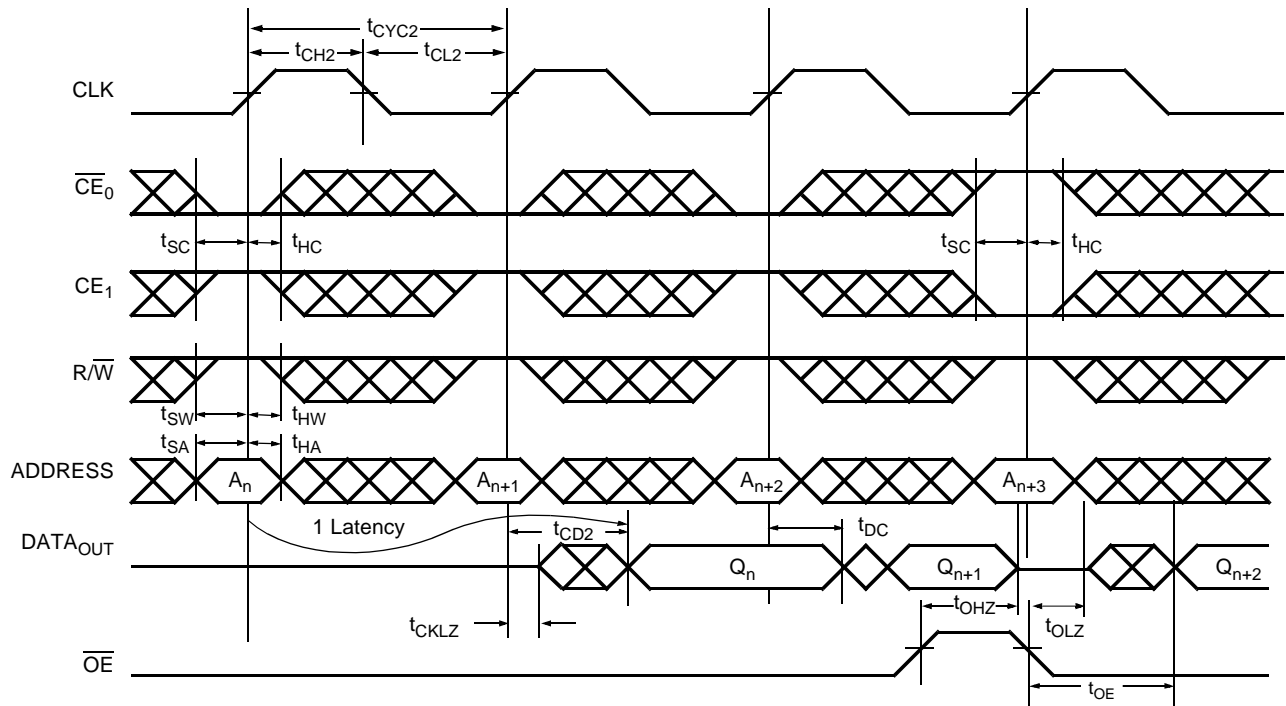 tCYC2
tCH2 tCL2
CLK
CE0
tSC tHC tSC tHC
CE1
R/W
tSW tHW
tSA tHA
ADDRESS An An+1 An+2 An+3
1 Latency tCD2 tDC
DATAOUT Qn Qn+1 Qn+2
tOHZ
tCKLZ tOLZ
OE
tOE